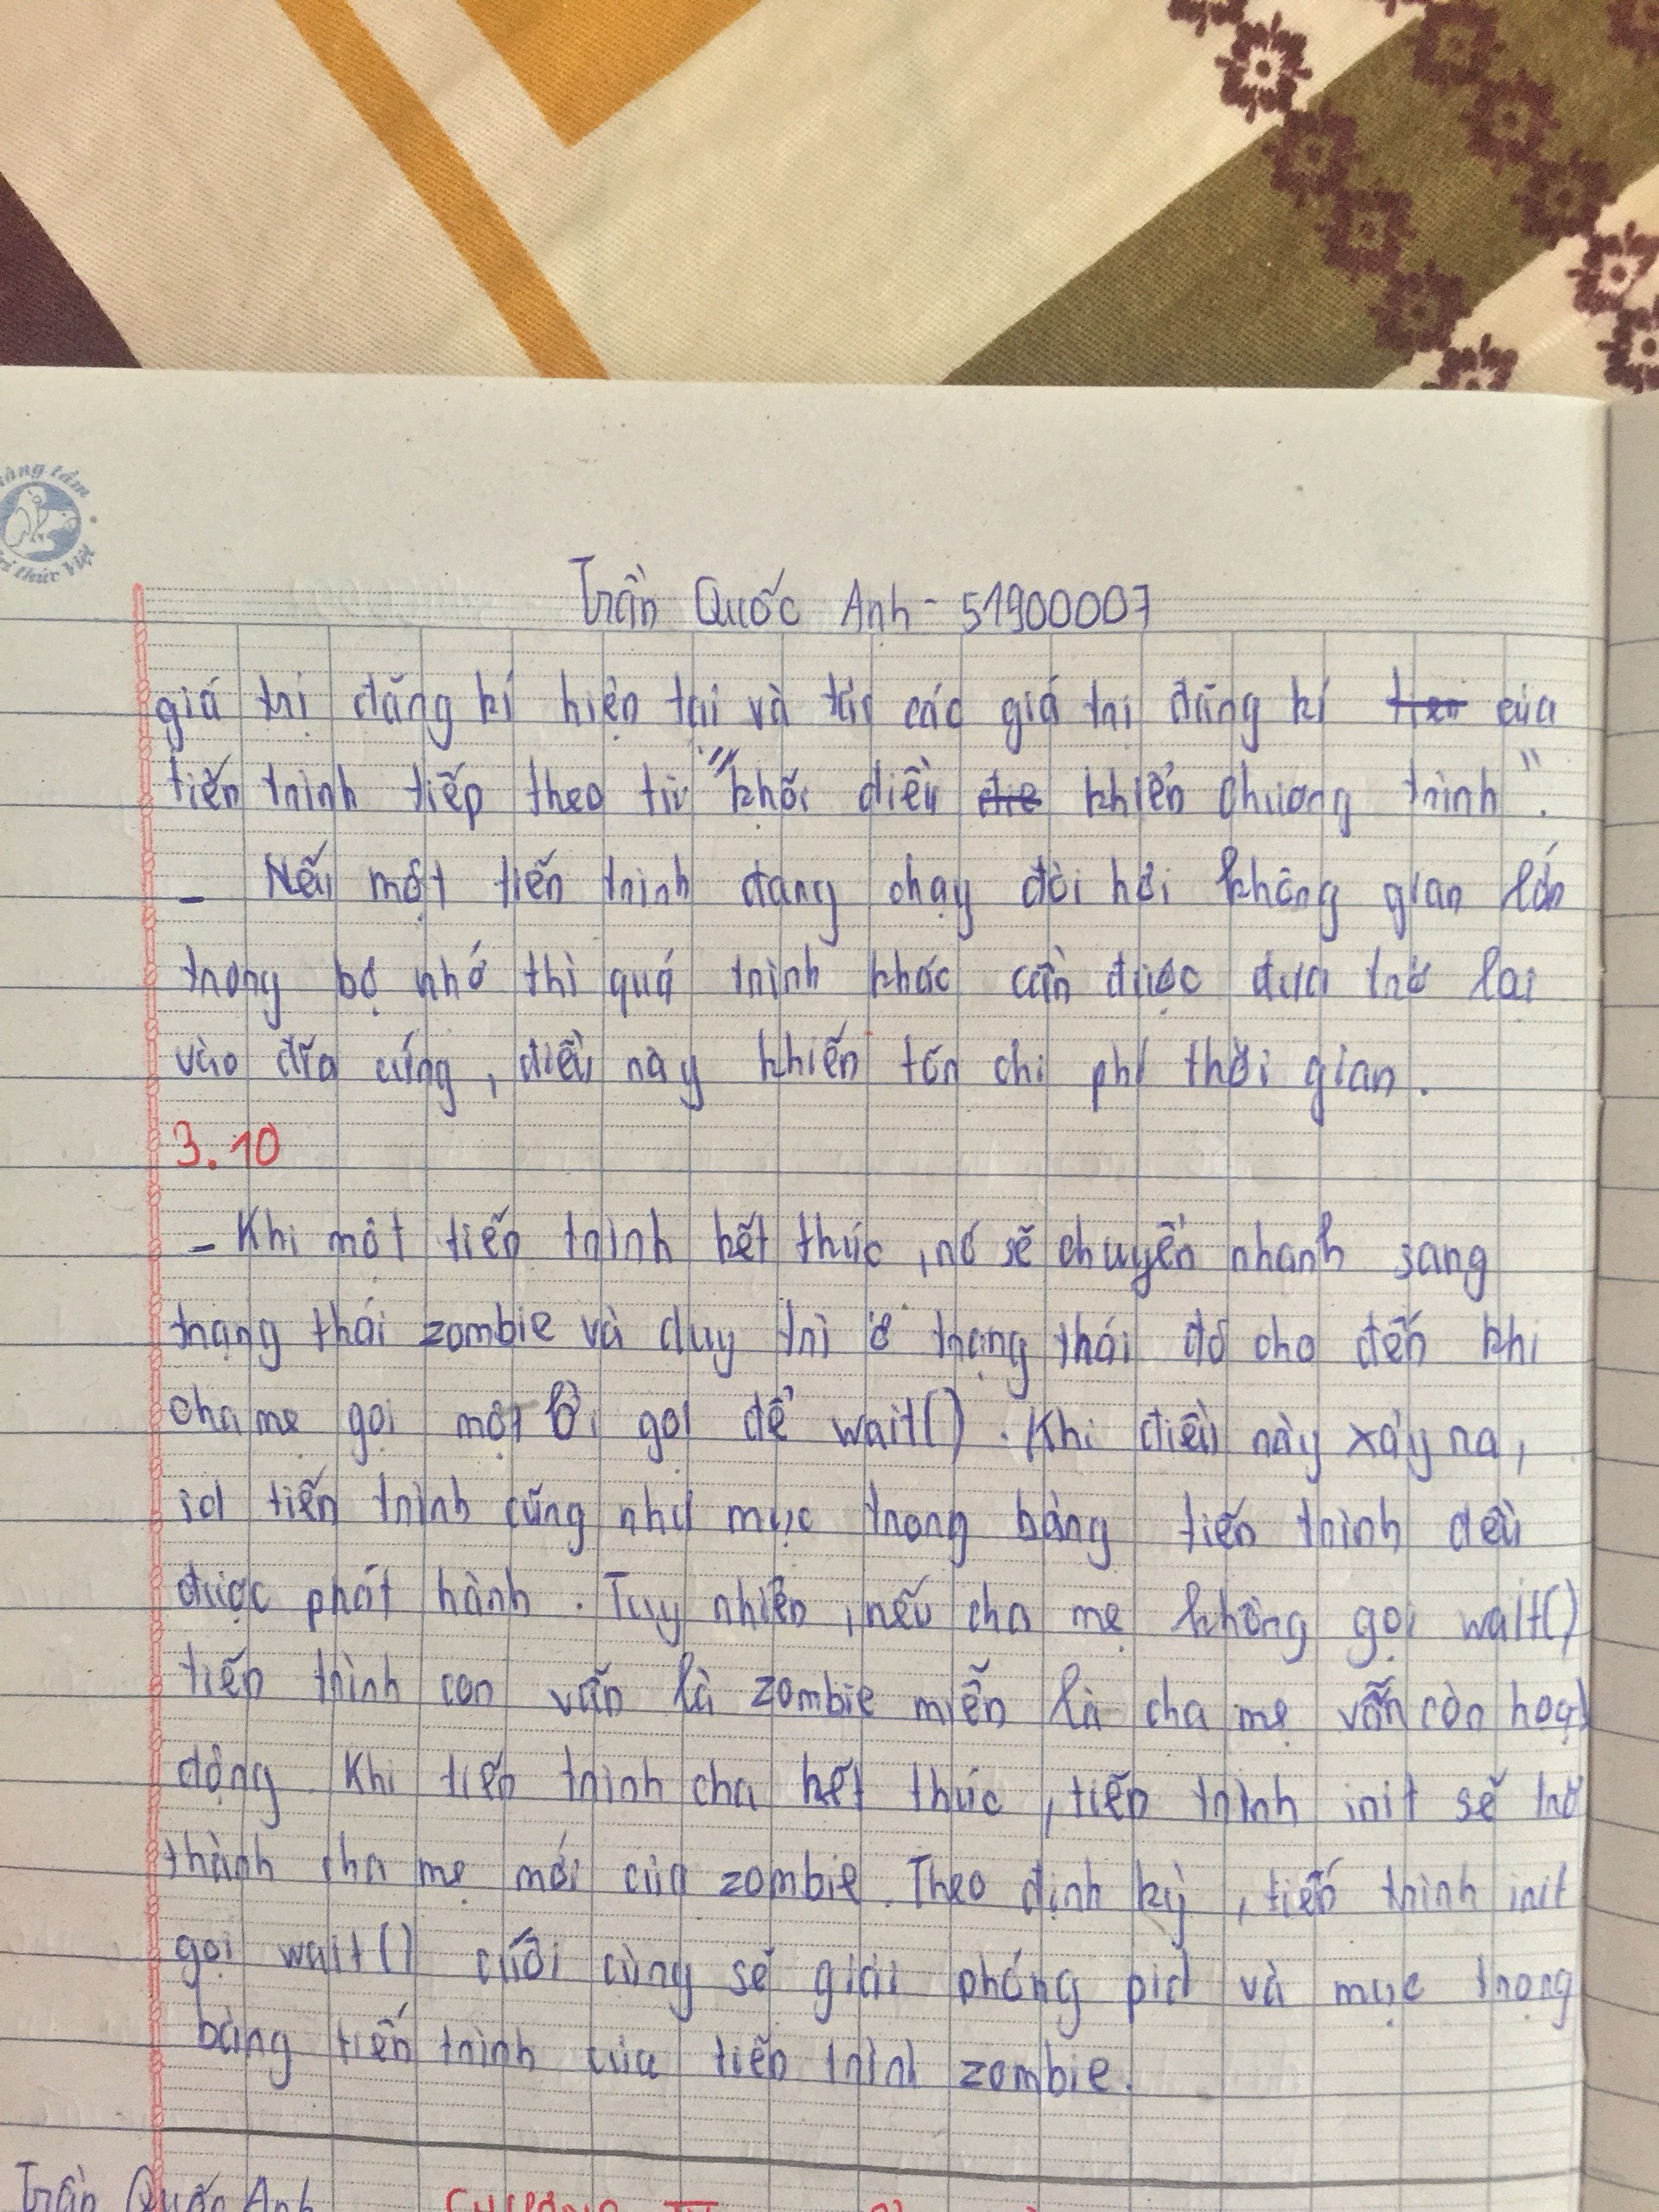 Trần Quốc Anh - 51900007
giá trị đăng kí hiện tại và tải các giá trị đăng kí của
tiến trình tiếp theo từ "khối điều khiển chương trình".
- Nếu một tiến trình đang chạy đòi hỏi không gian lớn
trong bộ nhớ thì quá trình khác cần được đưa trở lại
vào đĩa cứng, điều này khiến tốn chi phí thời gian.
3.10
- Khi một tiến trình kết thúc, nó sẽ chuyển nhanh sang
trạng thái zombie và duy trì ở trạng thái đó cho đến khi
cha mẹ gọi một lời gọi để wait(). Khi điều này xảy ra,
id tiến trình cũng như mục trong bảng tiến trình đều
được phát hành. Tuy nhiên, nếu cha mẹ không gọi wait()
tiến trình con vẫn là zombie miễn là cha mẹ vẫn còn hoạt
động. Khi tiến trình cha kết thúc, tiến trình init sẽ trở
thành cha mẹ mới của zombie. Theo định kỳ, tiến trình init
gọi wait() cuối cùng sẽ giải phóng pid và mục trong
bảng tiến trình của tiến trình zombie.
Trần Quốc Anh